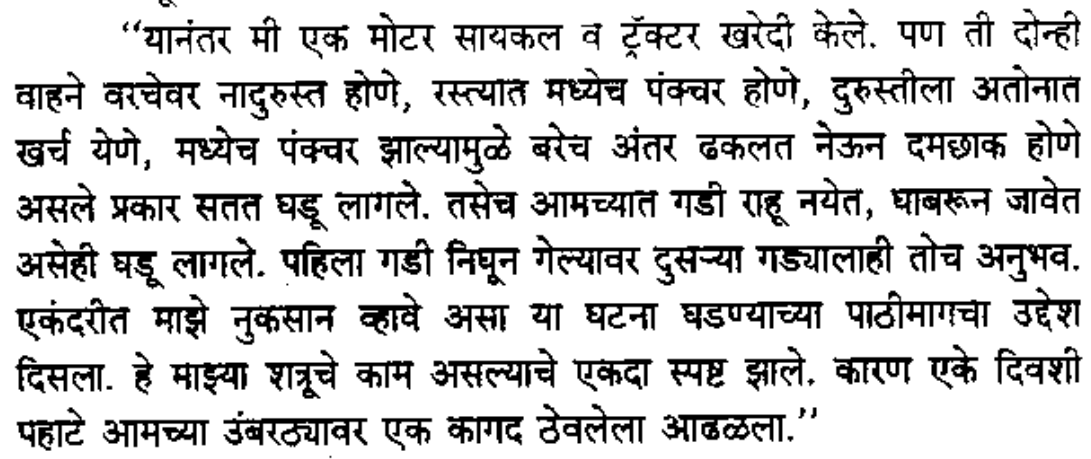 “यानंतर मी एक मोटर सायकल व ट्रॅक्टर खरेदी केले. पण ती दोन्ही
वाहने वरचेवर नादुरुस्त होणे, रस्त्यात मध्येच पंक्चर होणे, दुरुस्तीला अतोनात
खर्च येणे, मध्येच पंक्चर झाल्यामुळे बरेच अंतर ढकलत नेऊन दमछाक होणे
असले प्रकार सतत घडू लागले. तसेच आमच्यात गडी राहू नयेत, घाबरून जावेत
असेही घडू लागले. पहिला गडी निघून गेल्यावर दुसऱ्या गड्यालाही तोच अनुभव.
एकंदरीत माझे नुकसान व्हावे असा या घटना घडण्याच्या पाठीमागचा उद्देश
दिसला. हे माझ्या शत्रूचे काम असल्याचे एकदा स्पष्ट झाले. कारण एके दिवशी
पहाटे आमच्या उंबरठ्यावर एक कागद ठेवलेला आढळला.”